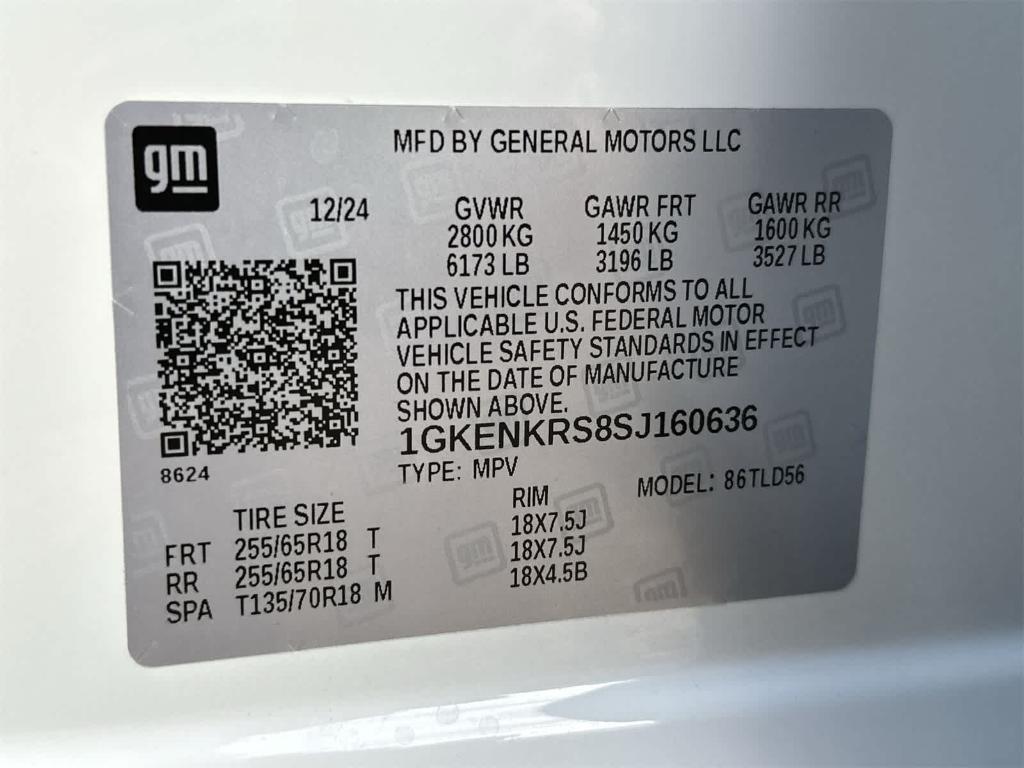 gm
MFD BY GENERAL MOTORS LLC
12/24 GVWR GAWR FRT GAWR RR
2800 KG 1450 KG 1600 KG
6173 LB 3196 LB 3527 LB
THIS VEHICLE CONFORMS TO ALL
APPLICABLE U.S. FEDERAL MOTOR
VEHICLE SAFETY STANDARDS IN EFFECT
ON THE DATE OF MANUFACTURE
SHOWN ABOVE.
1GKENKRS8SJ160636
8624
TYPE: MPV MODEL: 86TLD56
TIRE SIZE RIM
FRT 255/65R18 T 18X7.5J
RR 255/65R18 T 18X7.5J
SPA T135/70R18 M 18X4.5B